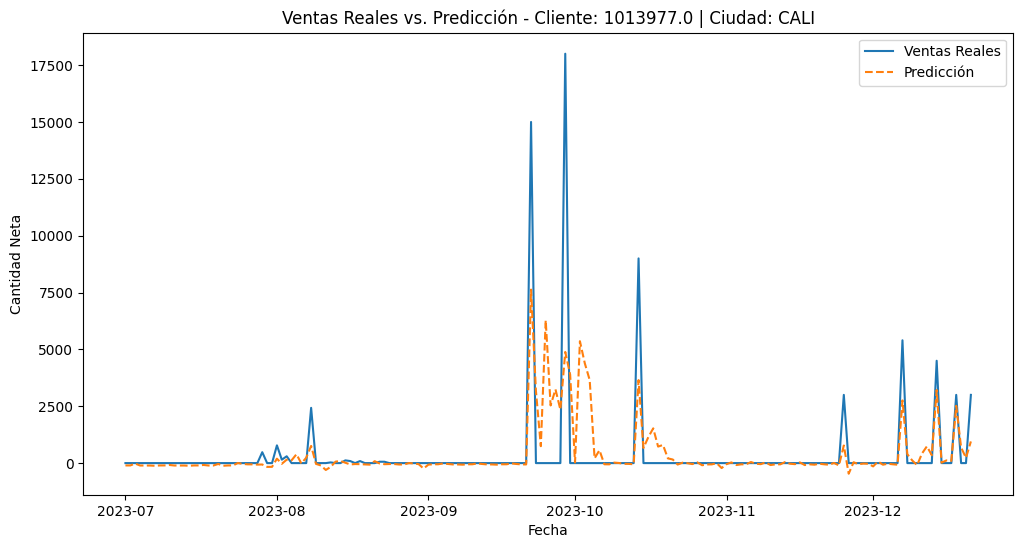 Ventas Reales vs. Predicción - Cliente: 1013977.0 | Ciudad: CALI
Ventas Reales
Predicción
17500
15000
12500
10000
7500
5000
2500
0
Cantidad Neta
2023-07
2023-08
2023-09
2023-10
2023-11
2023-12
Fecha